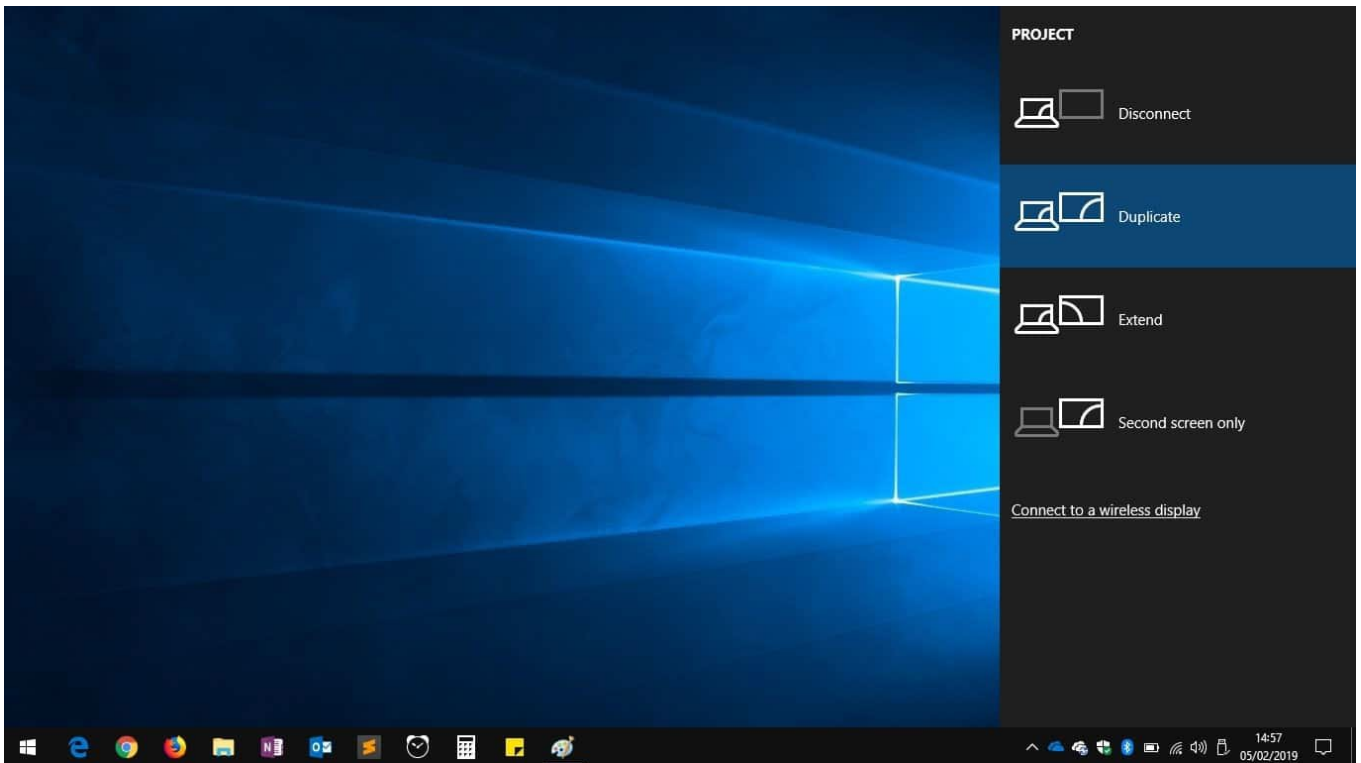 PROJECT
Disconnect
Duplicate
Extend
Second screen only
Connect to a wireless display
14:57
05/02/2019